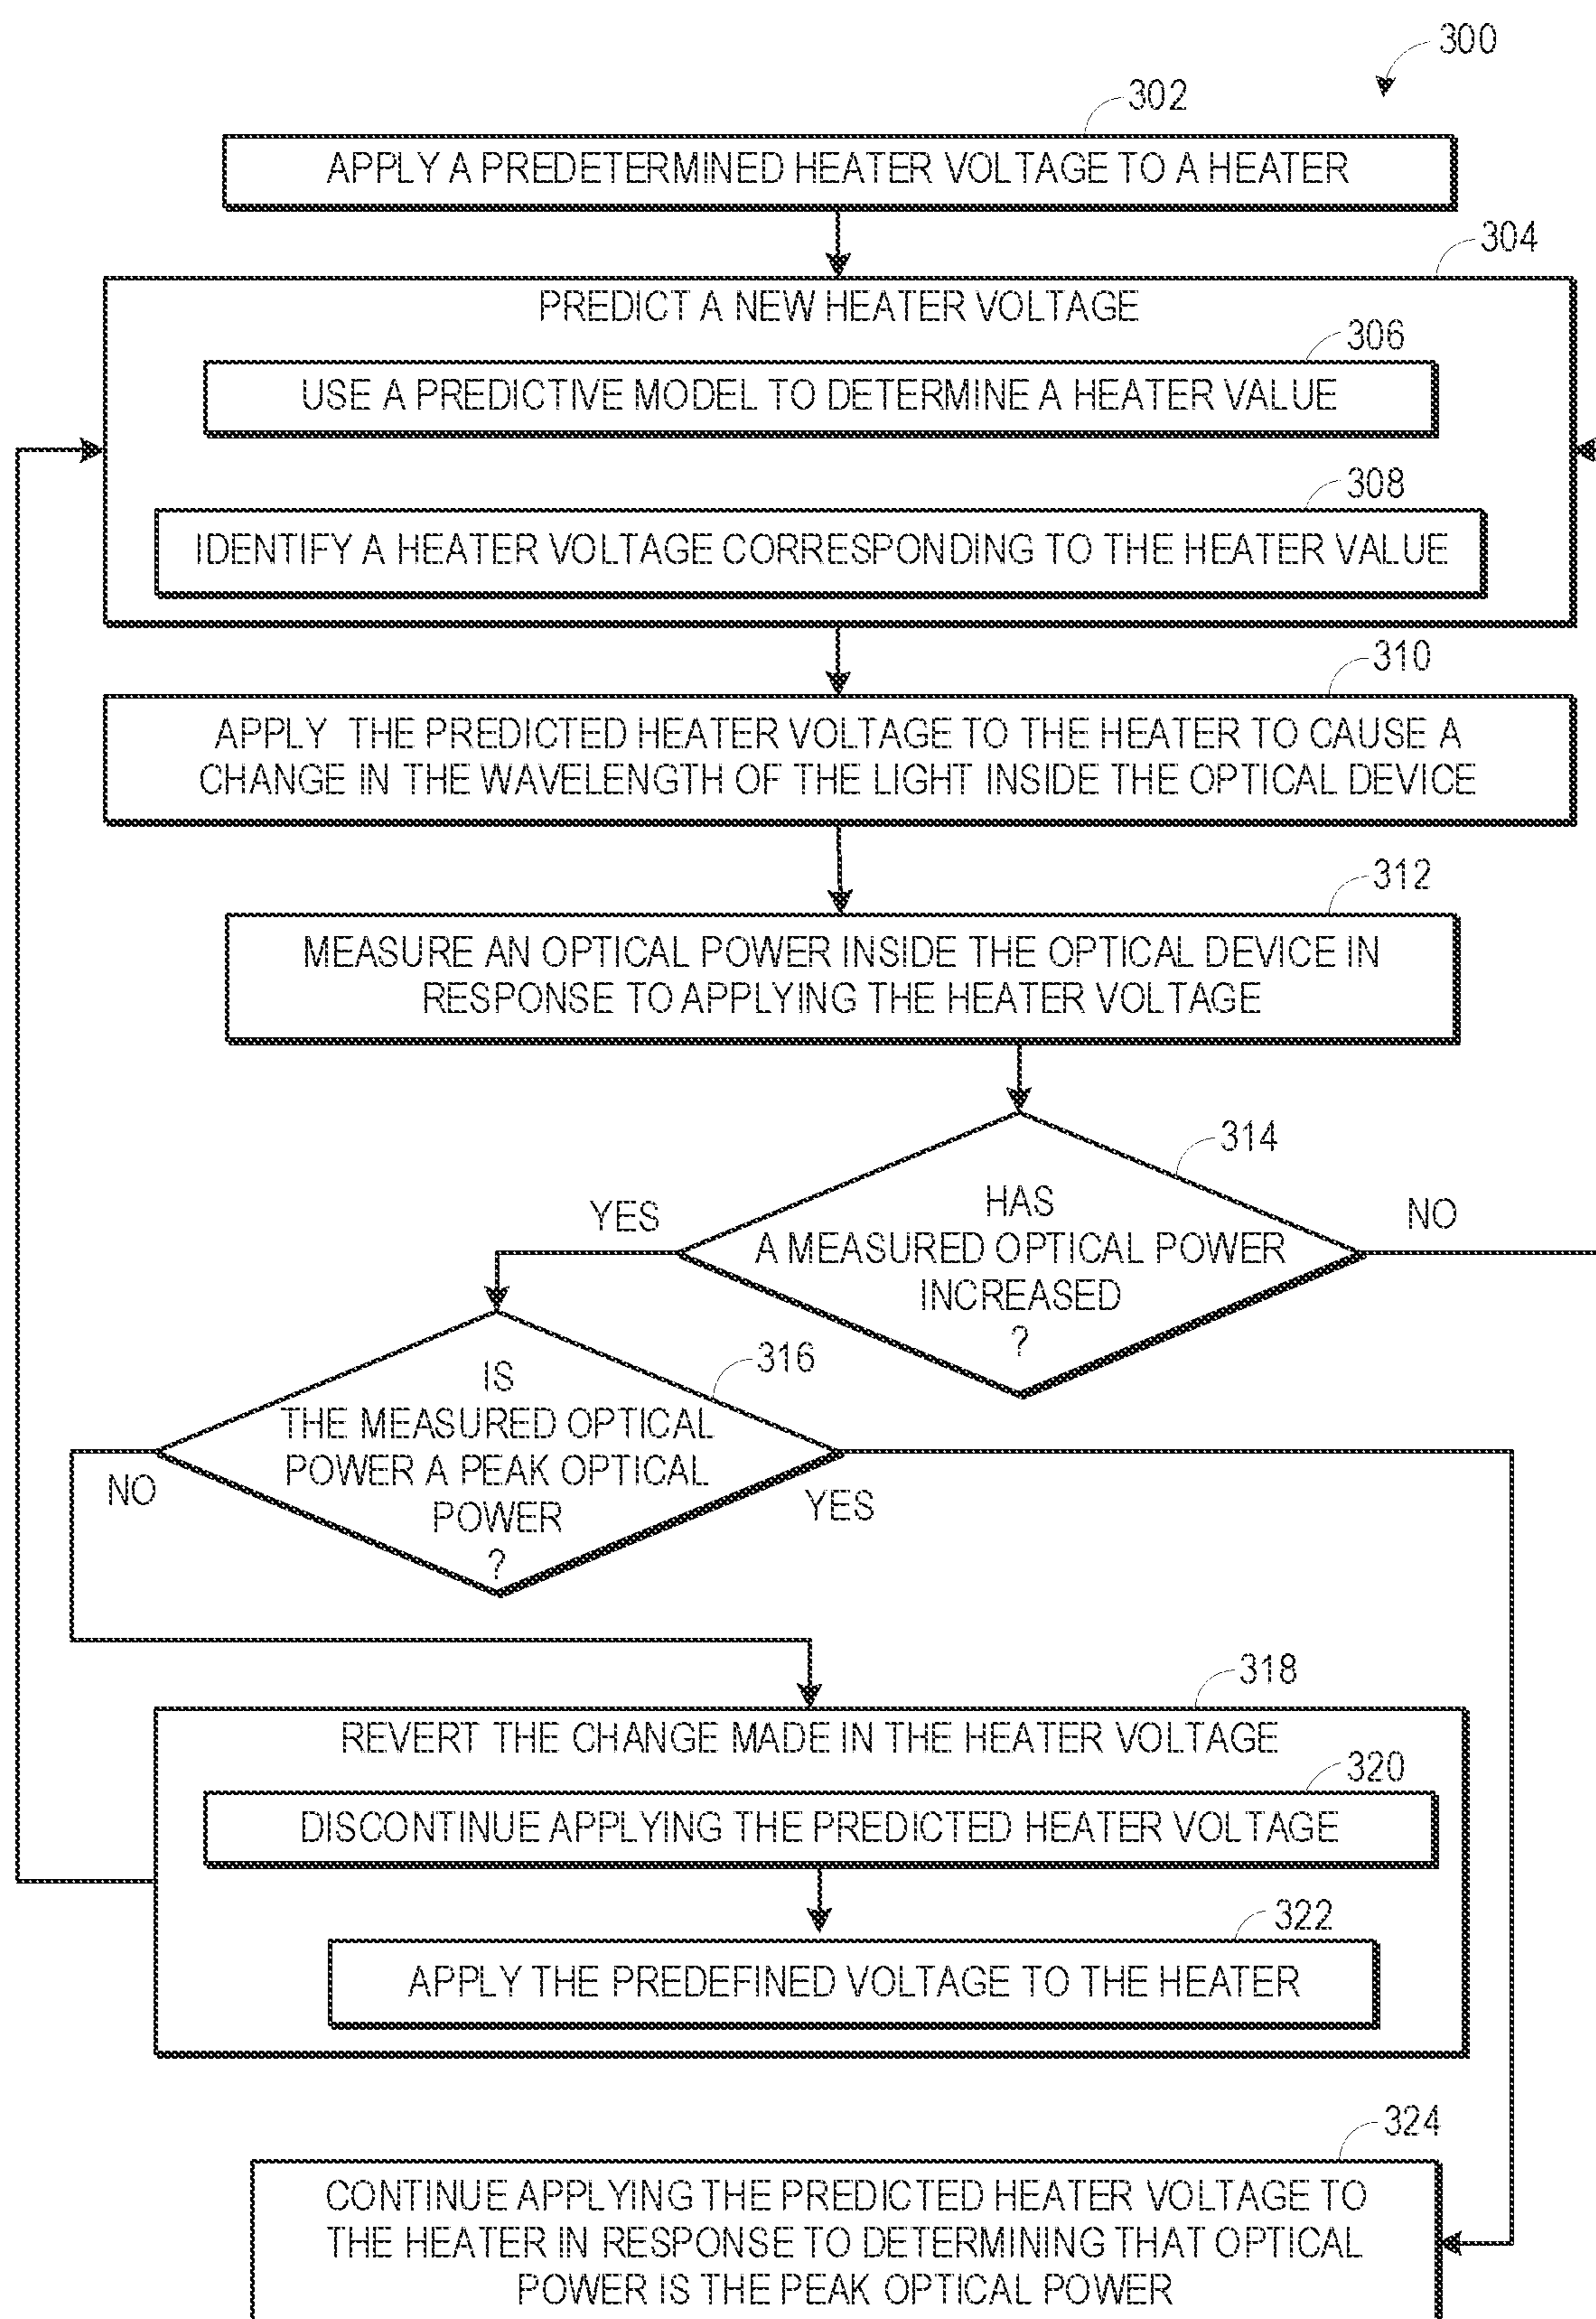 300
302
APPLY A PREDETERMINED HEATER VOLTAGE TO A HEATER
304
PREDICT A NEW HEATER VOLTAGE
306
USE A PREDICTIVE MODEL TO DETERMINE A HEATER VALUE
308
IDENTIFY A HEATER VOLTAGE CORRESPONDING TO THE HEATER VALUE
310
APPLY THE PREDICTED HEATER VOLTAGE TO THE HEATER TO CAUSE A
CHANGE IN THE WAVELENGTH OF THE LIGHT INSIDE THE OPTICAL DEVICE
312
MEASURE AN OPTICAL POWER INSIDE THE OPTICAL DEVICE IN
RESPONSE TO APPLYING THE HEATER VOLTAGE
314
YES
HAS
A MEASURED OPTICAL POWER
INCREASED
?
NO
316
IS
THE MEASURED OPTICAL
POWER A PEAK OPTICAL
POWER
?
NO
YES
318
REVERT THE CHANGE MADE IN THE HEATER VOLTAGE
320
DISCONTINUE APPLYING THE PREDICTED HEATER VOLTAGE
322
APPLY THE PREDEFINED VOLTAGE TO THE HEATER
324
CONTINUE APPLYING THE PREDICTED HEATER VOLTAGE TO
THE HEATER IN RESPONSE TO DETERMINING THAT OPTICAL
POWER IS THE PEAK OPTICAL POWER